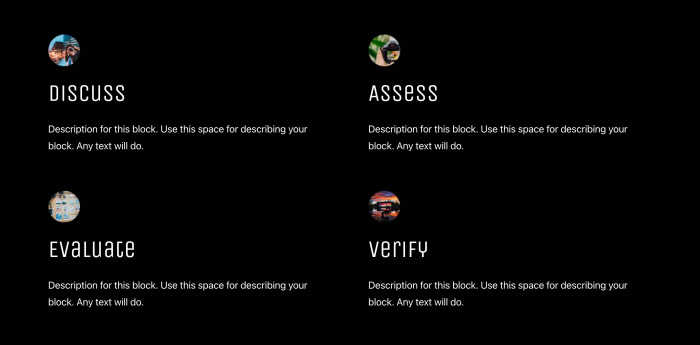 Discuss
Description for this block. Use this space for describing your
block. Any text will do.
Assess
Description for this block. Use this space for describing your
block. Any text will do.
Evaluate
Description for this block. Use this space for describing your
block. Any text will do.
Verify
Description for this block. Use this space for describing your
block. Any text will do.